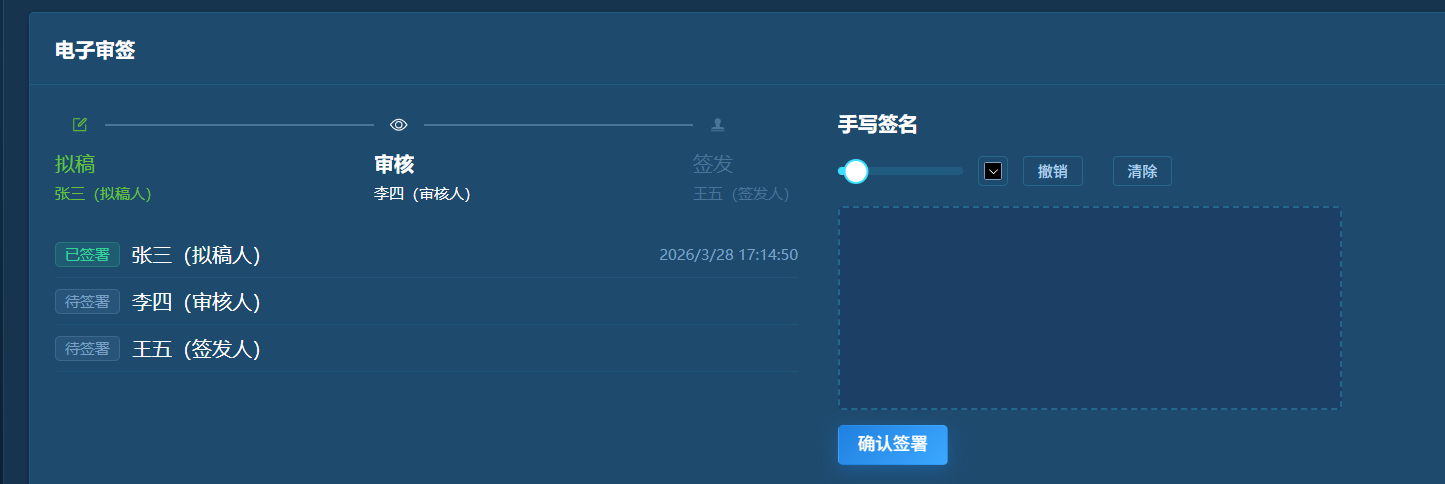 电子审签
拟稿
张三（拟稿人）
审核
李四（审核人）
签发
王五（签发人）
已签署 张三（拟稿人） 2026/3/28 17:14:50
待签署 李四（审核人）
待签署 王五（签发人）
手写签名
撤销 清除
确认签署